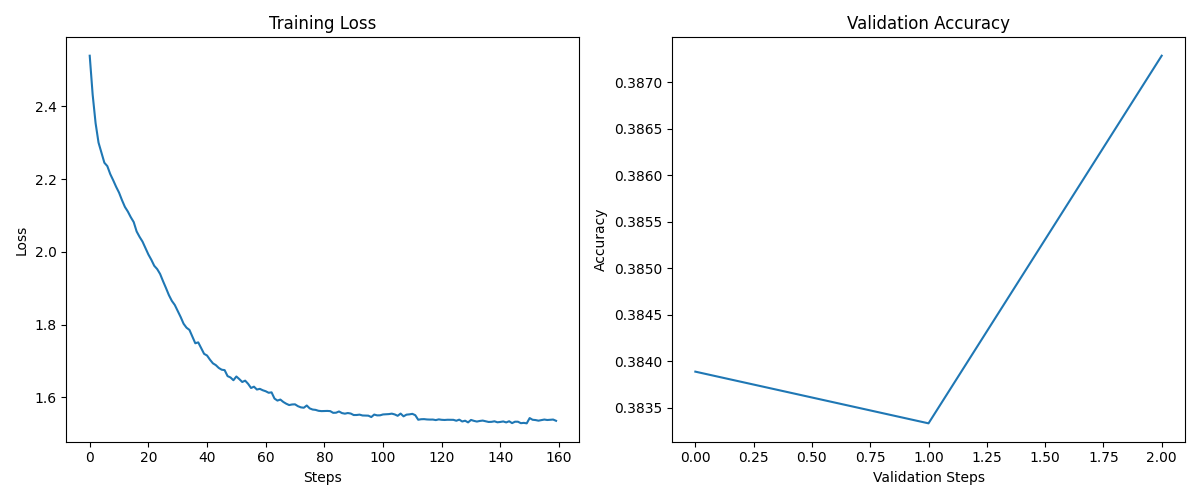 Training Loss
Loss
2.4
2.2
2.0
1.8
1.6
0 20 40 60 80 100 120 140 160
Steps
Validation Accuracy
Accuracy
0.3870
0.3865
0.3860
0.3855
0.3850
0.3845
0.3840
0.3835
0.00 0.25 0.50 0.75 1.00 1.25 1.50 1.75 2.00
Validation Steps